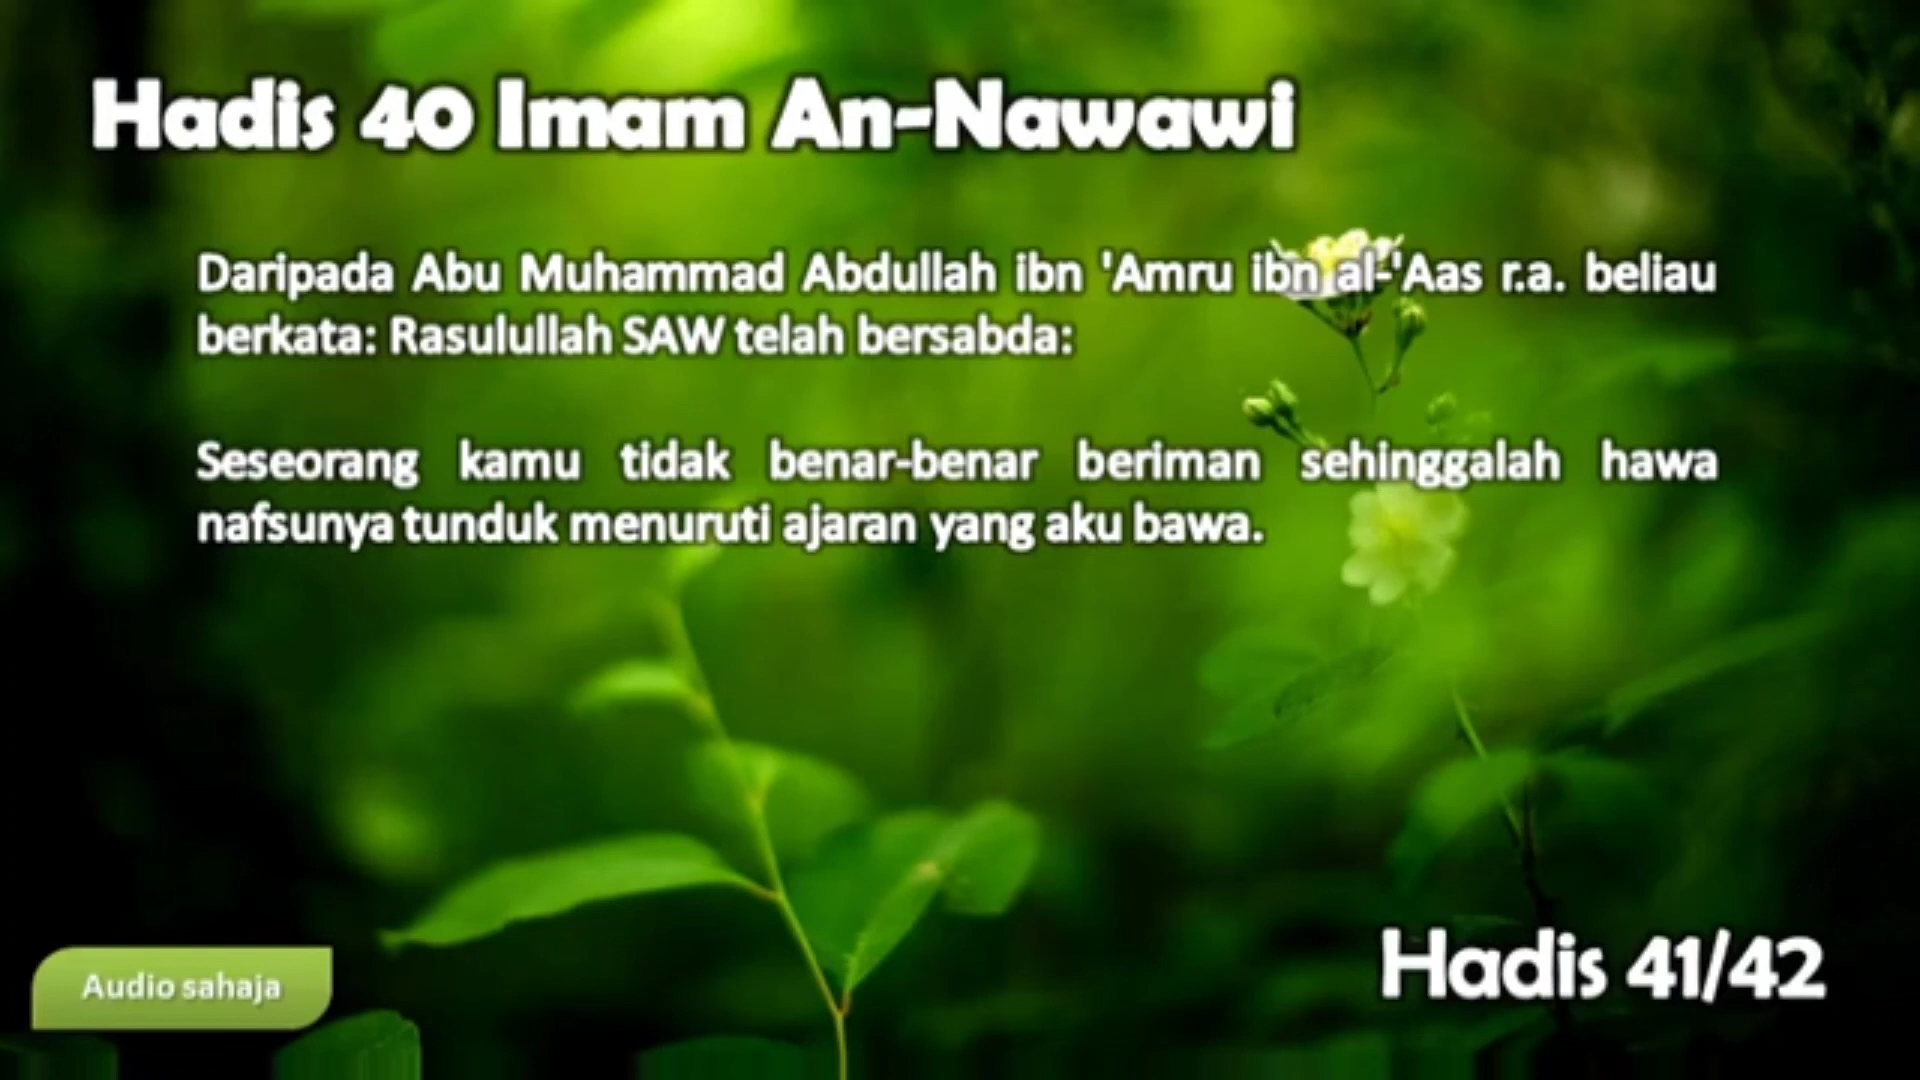 Hadis 40 Imam An-Nawawi
Daripada Abu Muhammad Abdullah ibn 'Amru ibn al-'Aas r.a. beliau
berkata: Rasulullah SAW telah bersabda:
Seseorang kamu tidak benar-benar beriman sehinggalah hawa
nafsunya tunduk menuruti ajaran yang aku bawa.
Audio sahaja
Hadis 41/42